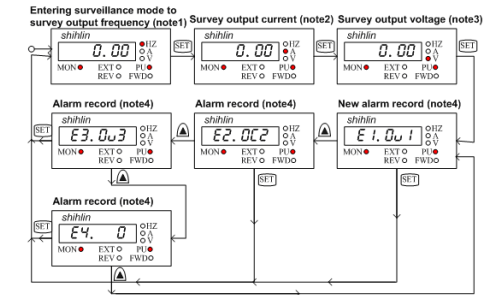 Entering surveillance mode to
survey output frequency (note1) Survey output current (note2) Survey output voltage (note3)
shihlin
0.00
HZ
A
V
MON EXT PU
REV FWD
SET
shihlin
0.00
HZ
A
V
MON EXT PU
REV FWD
SET
shihlin
0.00
HZ
A
V
MON EXT PU
REV FWD
SET
Alarm record (note4) Alarm record (note4) New alarm record (note4)
SET
shihlin
E3.0u3
HZ
A
V
MON EXT PU
REV FWD
shihlin
E2.0C2
HZ
A
V
MON EXT PU
REV FWD
shihlin
E1.0u1
HZ
A
V
MON EXT PU
REV FWD
SET
SET
Alarm record (note4)
SET
shihlin
E4. 0
HZ
A
V
MON EXT PU
REV FWD